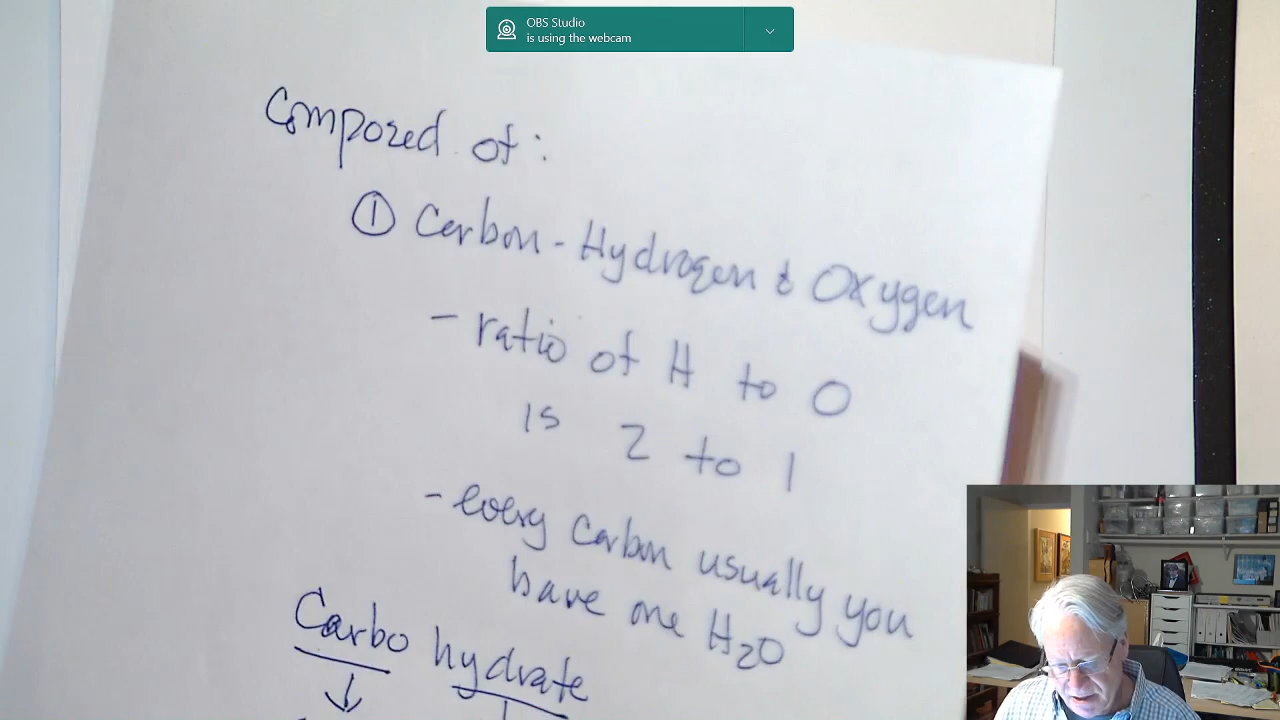 OBS Studio
is using the webcam
Composed of:
① Carbon - Hydrogen & Oxygen
- ratio of H to O
is 2 to 1
- every Carbon usually you
have one H₂O
Carbo hydrate